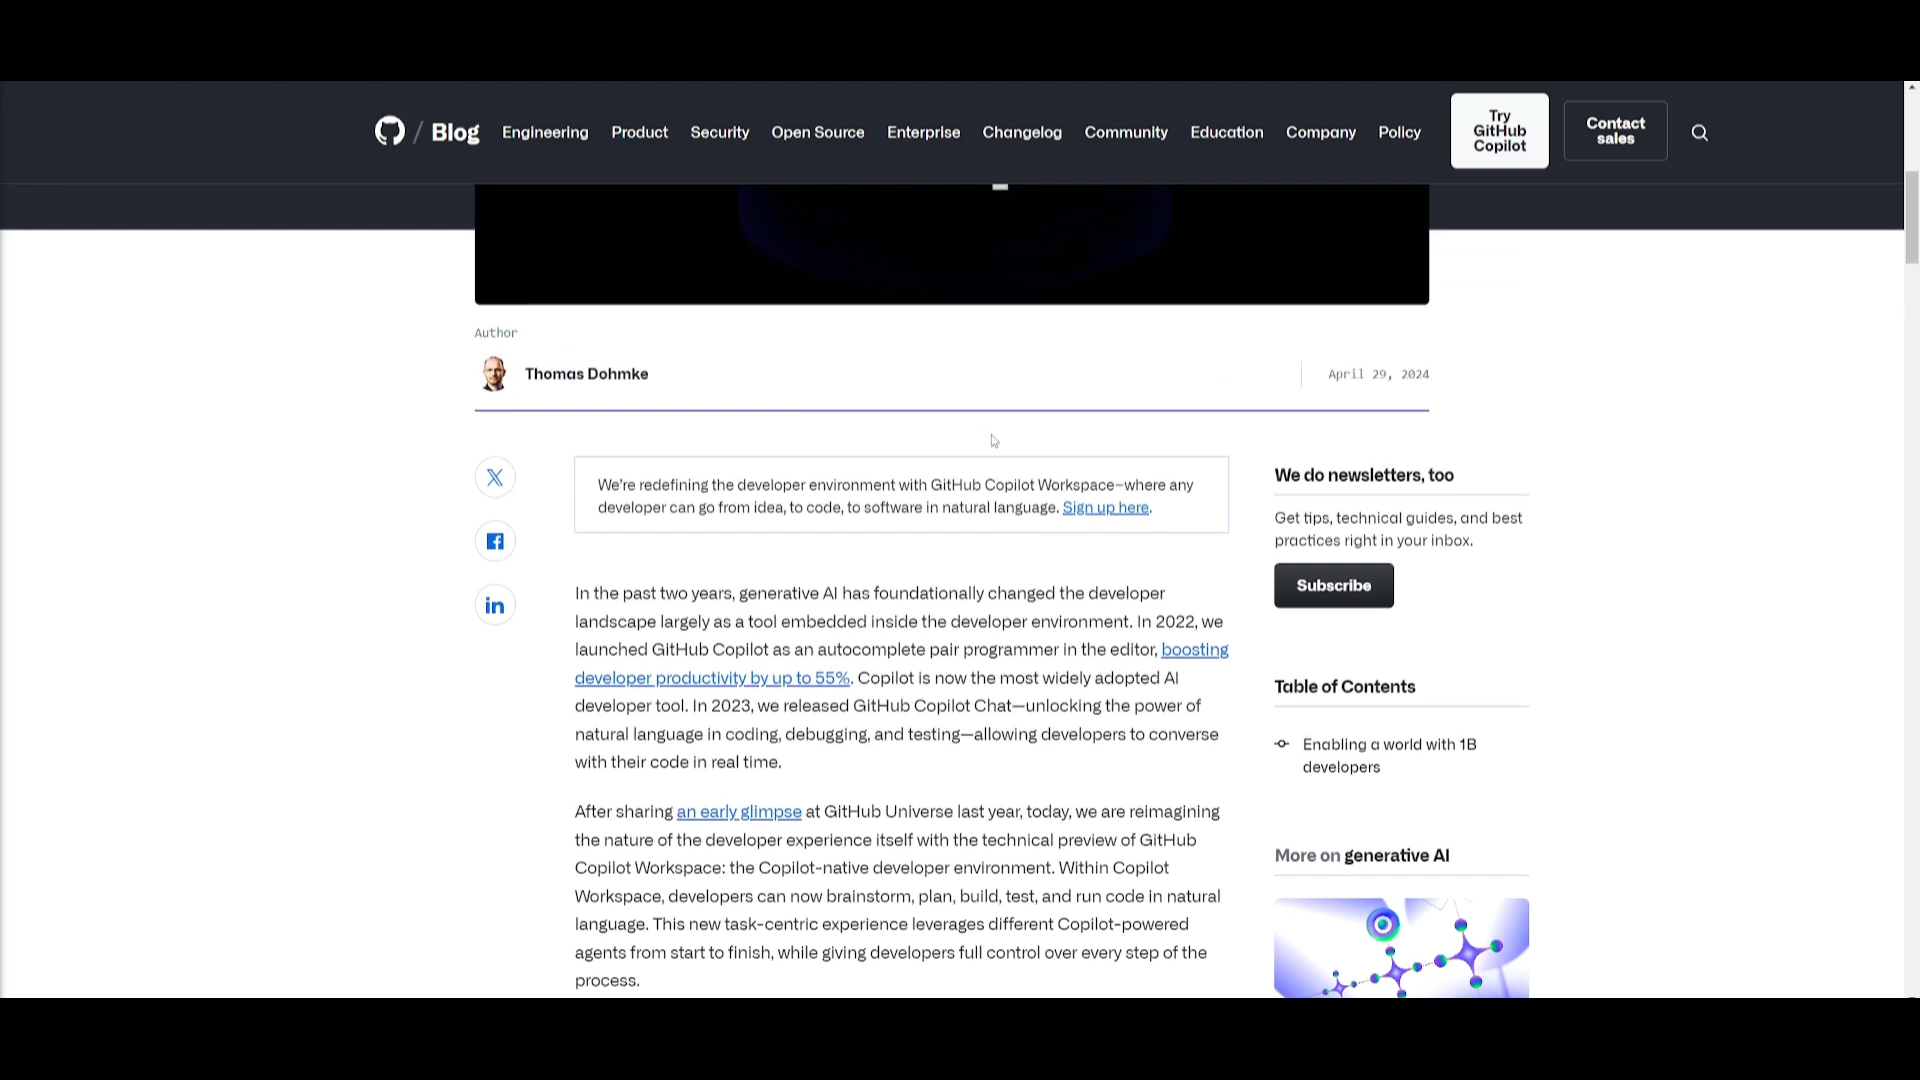 / Blog Engineering Product Security Open Source Enterprise Changelog Community Education Company Policy
Try
GitHub
Copilot
Contact
sales
Author
Thomas Dohmke
April 29, 2024
We're redefining the developer environment with GitHub Copilot Workspace–where any
developer can go from idea, to code, to software in natural language. Sign up here.
In the past two years, generative AI has foundationally changed the developer
landscape largely as a tool embedded inside the developer environment. In 2022, we
launched GitHub Copilot as an autocomplete pair programmer in the editor, boosting
developer productivity by up to 55%. Copilot is now the most widely adopted AI
developer tool. In 2023, we released GitHub Copilot Chat—unlocking the power of
natural language in coding, debugging, and testing—allowing developers to converse
with their code in real time.
After sharing an early glimpse at GitHub Universe last year, today, we are reimagining
the nature of the developer experience itself with the technical preview of GitHub
Copilot Workspace: the Copilot-native developer environment. Within Copilot
Workspace, developers can now brainstorm, plan, build, test, and run code in natural
language. This new task-centric experience leverages different Copilot-powered
agents from start to finish, while giving developers full control over every step of the
process.
We do newsletters, too
Get tips, technical guides, and best
practices right in your inbox.
Subscribe
Table of Contents
Enabling a world with 1B
developers
More on generative AI